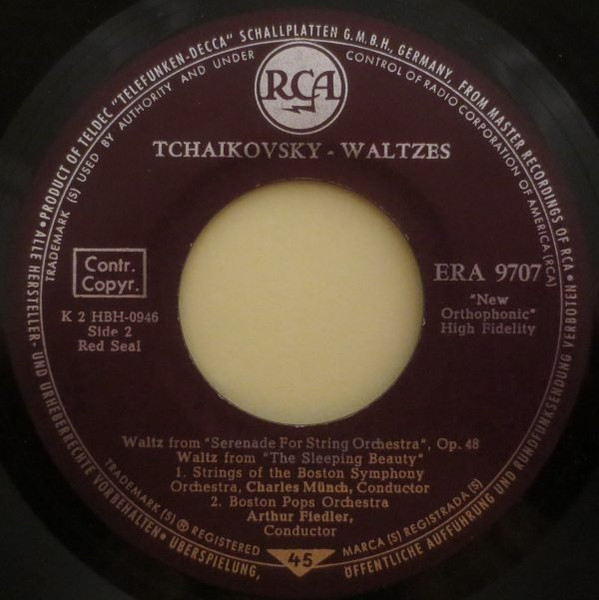 • PRODUCT OF TELDEC "TELEFUNKEN-DECCA" SCHALLPLATTEN G.M.B.H., GERMANY, FROM MASTER RECORDINGS OF RCA •
TRADEMARK (S) USED BY AUTHORITY AND UNDER CONTROL OF RADIO CORPORATION OF AMERICA (RCA)
RCA
TCHAIKOVSKY - WALTZES
Contr.
Copyr.
ERA 9707
K 2 HBH-0946
Side 2
Red Seal
"New
Orthophonic"
High Fidelity
Waltz from "Serenade For String Orchestra", Op. 48
Waltz from "The Sleeping Beauty"
1. Strings of the Boston Symphony
Orchestra, Charles Münch, Conductor
2. Boston Pops Orchestra
Arthur Fiedler,
Conductor
TRADEMARK (S) ® REGISTERED
MARCA (S) REGISTRADA (S)
45
ALLE HERSTELLER- UND URHEBERRECHTE VORBEHALTEN • ÜBERSPIELUNG, ÖFFENTLICHE AUFFÜHRUNG UND RUNDFUNKSENDUNG VERBOTEN